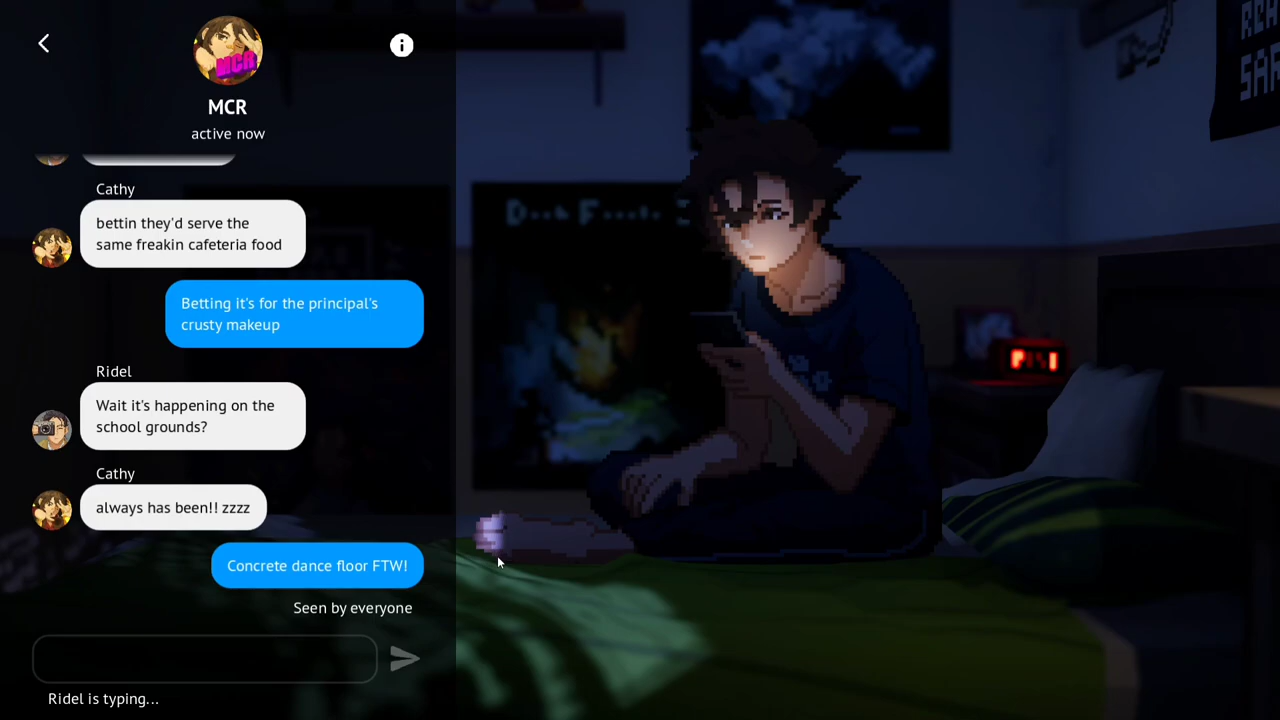 MCR
MCR
active now
Cathy
bettin they'd serve the
same freakin cafeteria food
Betting it's for the principal's
crusty makeup
Ridel
Wait it's happening on the
school grounds?
Cathy
always has been!! zzzz
Concrete dance floor FTW!
Seen by everyone
Ridel is typing...